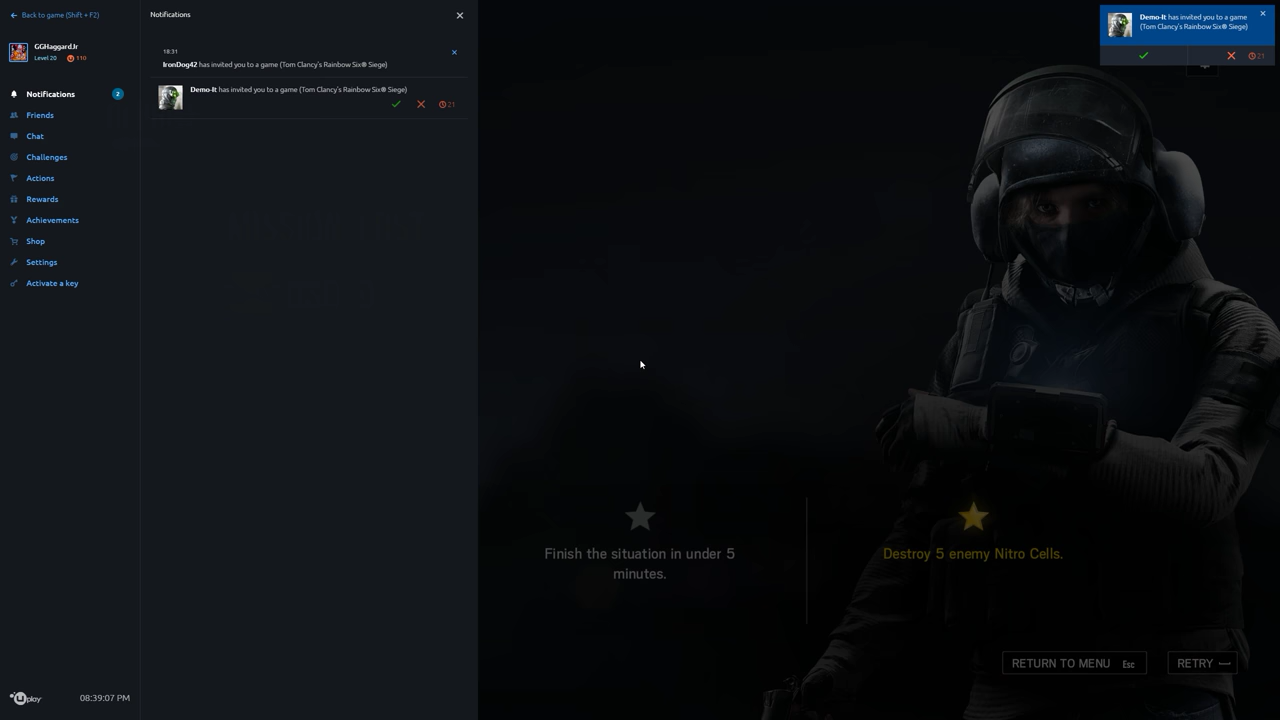 Back to game (Shift + F2)
GGHaggardJr
Level 20 110
Notifications 2
Friends
Chat
Challenges
Actions
Rewards
Achievements
Shop
Settings
Activate a key
uplay 08:39:07 PM
Notifications
18:31
IronDog42 has invited you to a game (Tom Clancy's Rainbow Six® Siege)
Demo-It has invited you to a game (Tom Clancy's Rainbow Six® Siege)
21
Demo-It has invited you to a game
(Tom Clancy's Rainbow Six® Siege)
21
Finish the situation in under 5
minutes.
Destroy 5 enemy Nitro Cells.
RETURN TO MENU Esc
RETRY